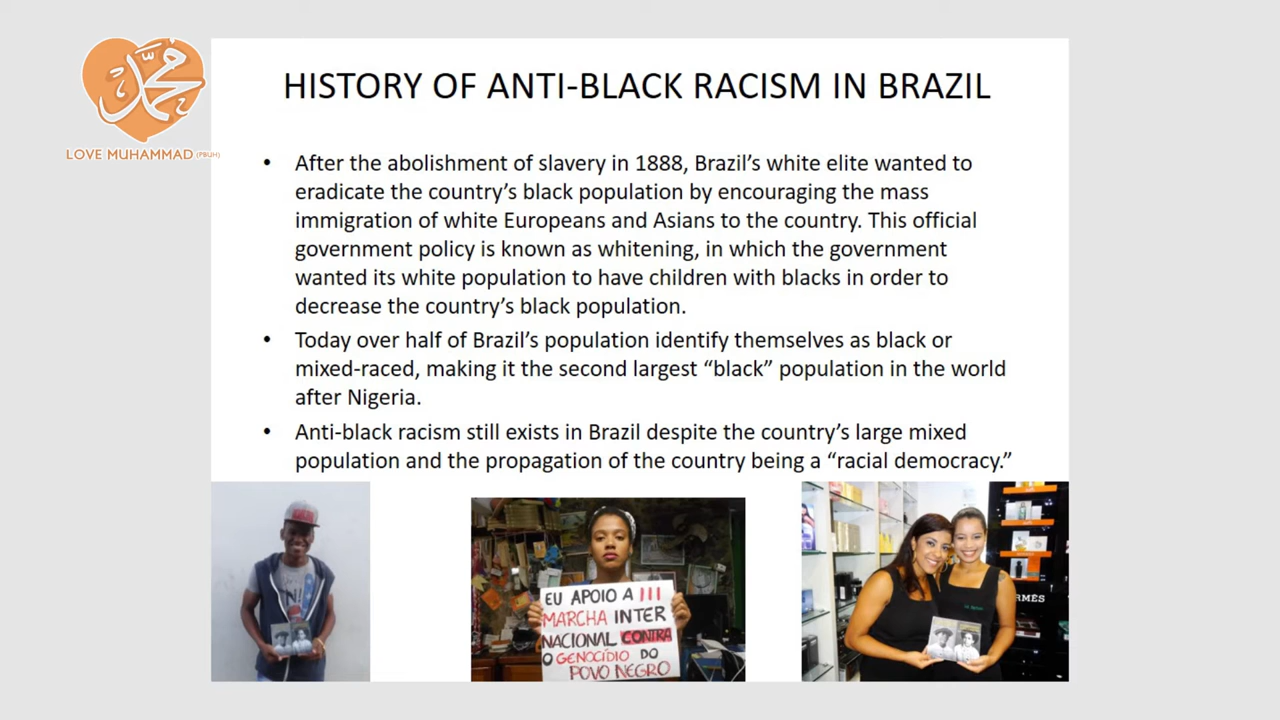 محمد
LOVE MUHAMMAD (PBUH)
HISTORY OF ANTI-BLACK RACISM IN BRAZIL
• After the abolishment of slavery in 1888, Brazil's white elite wanted to
eradicate the country's black population by encouraging the mass
immigration of white Europeans and Asians to the country. This official
government policy is known as whitening, in which the government
wanted its white population to have children with blacks in order to
decrease the country's black population.
• Today over half of Brazil's population identify themselves as black or
mixed-raced, making it the second largest “black” population in the world
after Nigeria.
• Anti-black racism still exists in Brazil despite the country's large mixed
population and the propagation of the country being a “racial democracy.”
EU APOIO A III
MARCHA INTER
NACIONAL CONTRA
O GENOCÍDIO DO
POVO NEGRO